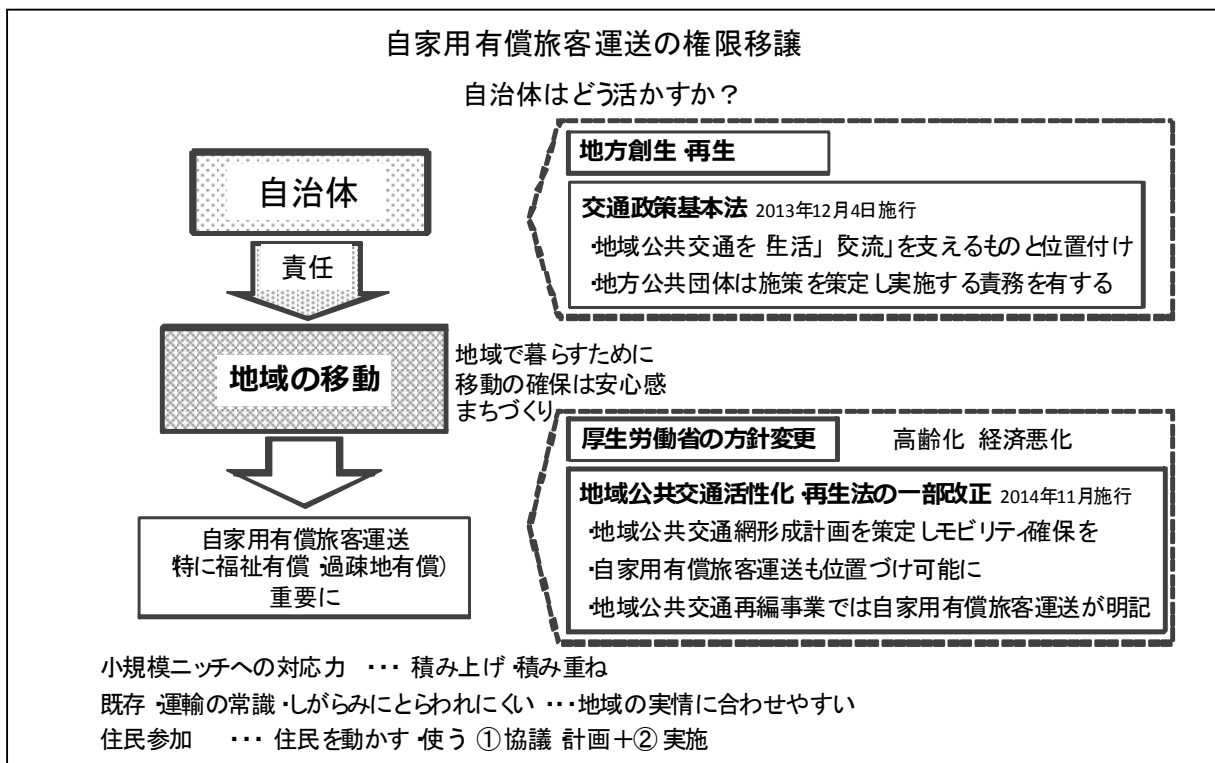 自家用有償旅客運送の権限移譲
自治体はどう活かすか？
自治体
責任
地域の移動
地域で暮らすために
移動の確保は安心感
まちづくり
自家用有償旅客運送
特に福祉有償・過疎地有償)
重要に
地方創生・再生
交通政策基本法 2013年12月4日施行
・地域公共交通を「生活」「交流」を支えるものと位置付け
・地方公共団体は施策を策定し実施する責務を有する
厚生労働省の方針変更 高齢化 経済悪化
地域公共交通活性化・再生法の一部改正 2014年11月施行
・地域公共交通網形成計画を策定しモビリティ確保を
・自家用有償旅客運送も位置づけ可能に
・地域公共交通再編事業では自家用有償旅客運送が明記
小規模ニッチへの対応力 ・・・ 積み上げ・積み重ね
既存・運輸の常識・しがらみにとらわれにくい ・・・地域の実情に合わせやすい
住民参加 ・・・ 住民を動かす・使う ①協議 計画＋② 実施